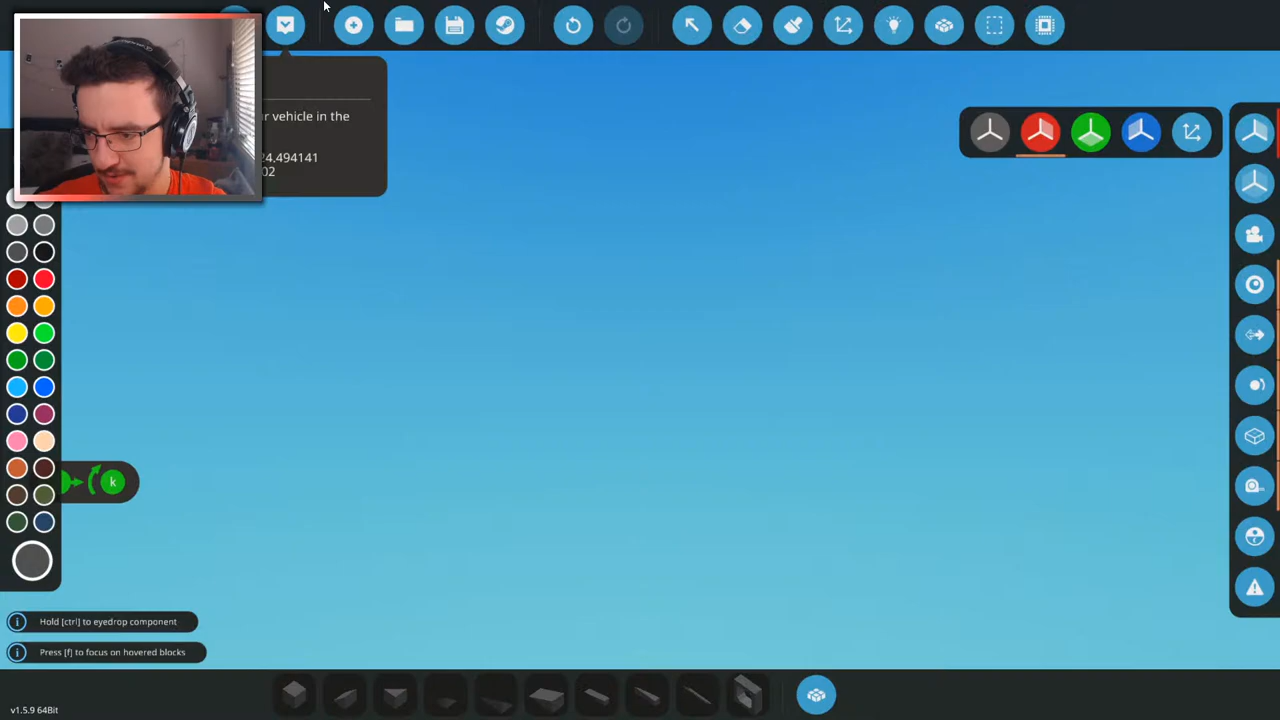 r vehicle in the
24.494141
02
k
Hold [ctrl] to eyedrop component
Press [f] to focus on hovered blocks
v1.5.9 64Bit